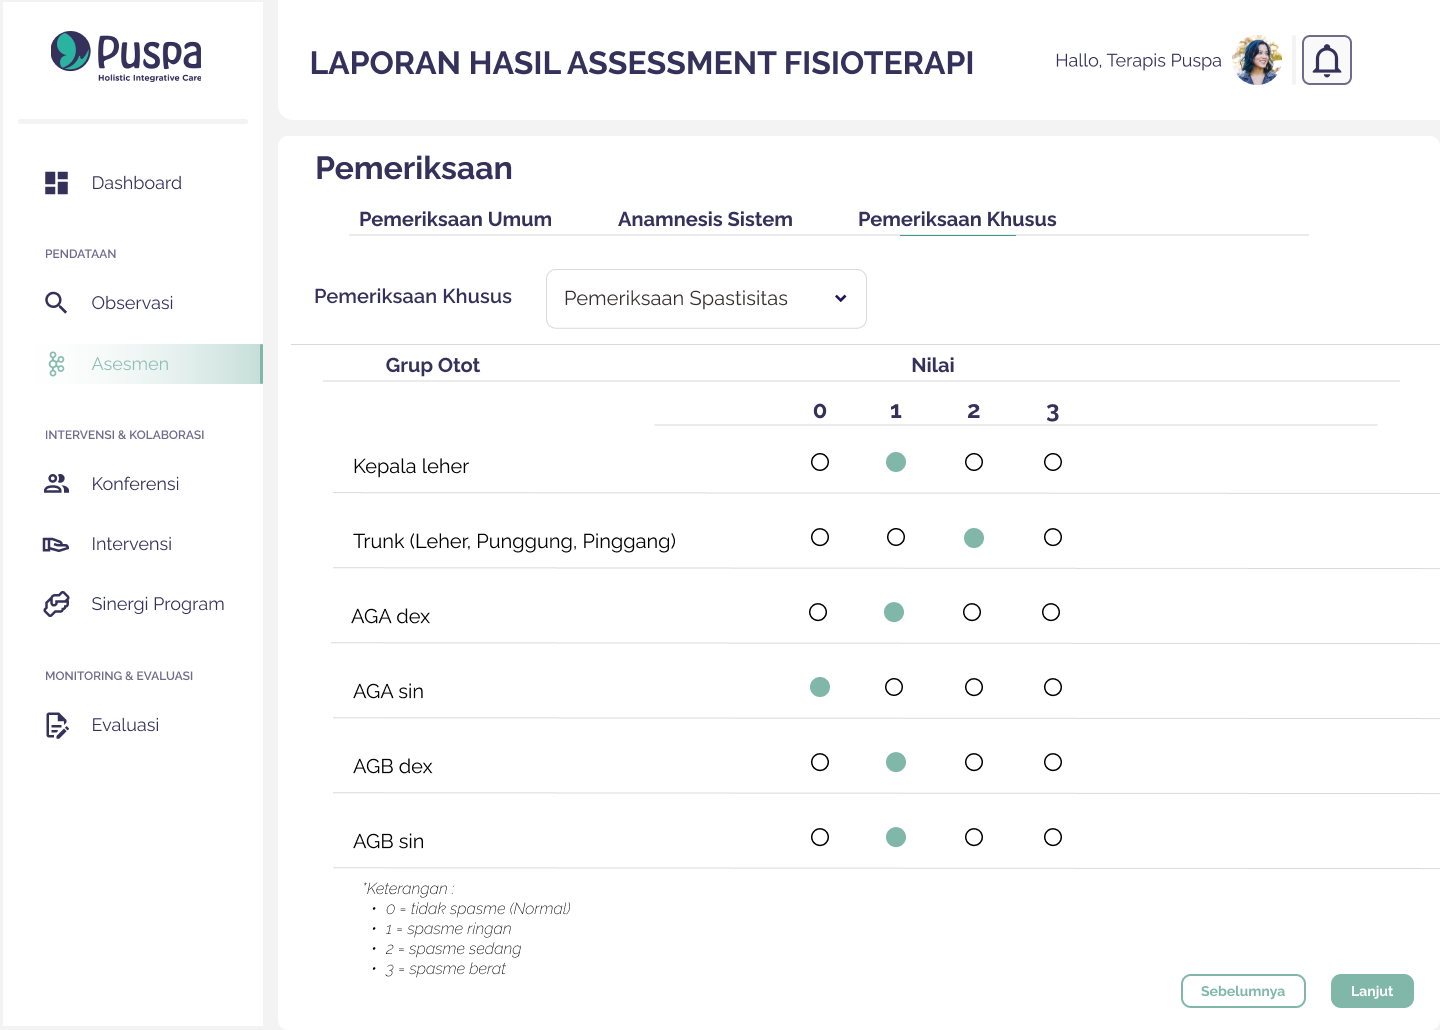 Puspa
Holistic Integrative Care
LAPORAN HASIL ASSESSMENT FISIOTERAPI
Hallo, Terapis Puspa
Dashboard
PENDATAAN
Observasi
Asesmen
INTERVENSI & KOLABORASI
Konferensi
Intervensi
Sinergi Program
MONITORING & EVALUASI
Evaluasi
Pemeriksaan
Pemeriksaan Umum Anamnesis Sistem Pemeriksaan Khusus
Pemeriksaan Khusus Pemeriksaan Spastisitas
Grup Otot Nilai
0 1 2 3
Kepala leher
Trunk (Leher, Punggung, Pinggang)
AGA dex
AGA sin
AGB dex
AGB sin
*Keterangan :
• 0 = tidak spasme (Normal)
• 1 = spasme ringan
• 2 = spasme sedang
• 3 = spasme berat
Sebelumnya Lanjut